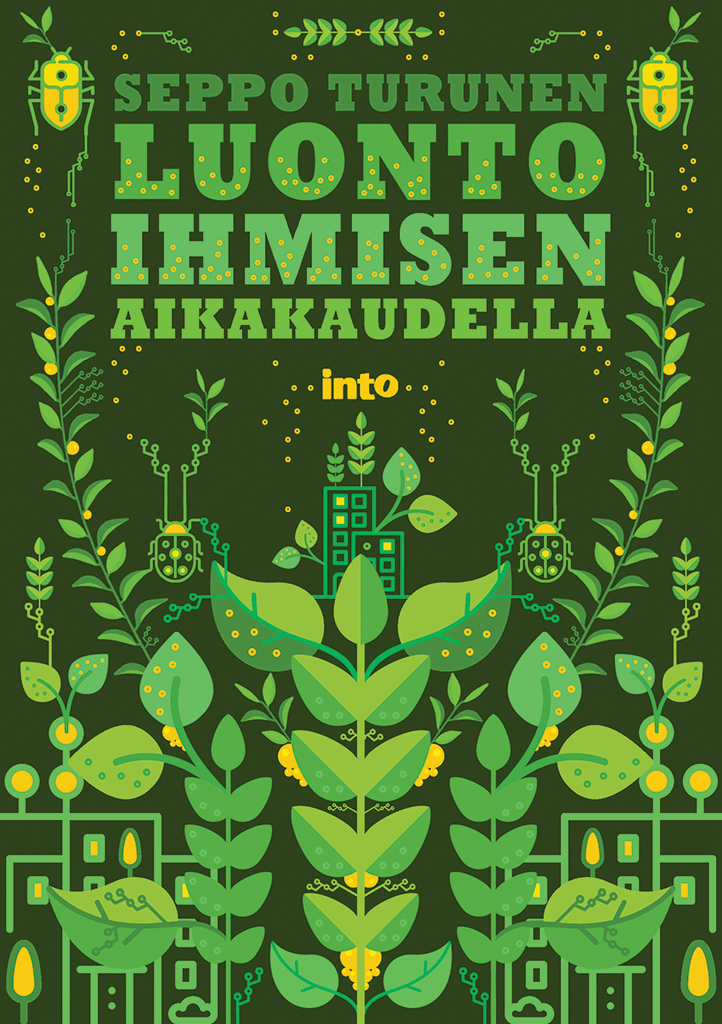 SEPPO TURUNEN
LUONTO
IHMISEN
AIKAKAUDELLA
into